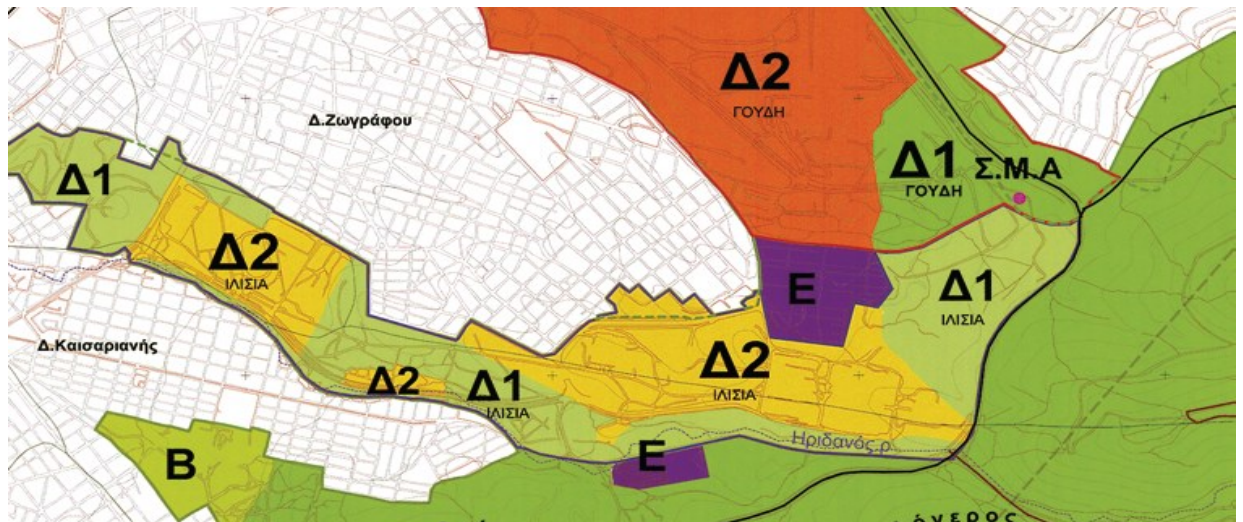 Δ2
ΓΟΥΔΗ
Δ.Ζωγράφου
Δ1
ΓΟΥΔΗ
Σ.Μ.Α
Δ1
Δ2
ΙΛΙΣΙΑ
Ε
Δ1
ΙΛΙΣΙΑ
Δ.Καισαριανής
Δ2
Δ1
ΙΛΙΣΙΑ
Δ2
ΙΛΙΣΙΑ
Ηριδανός ρ.
Β
Ε